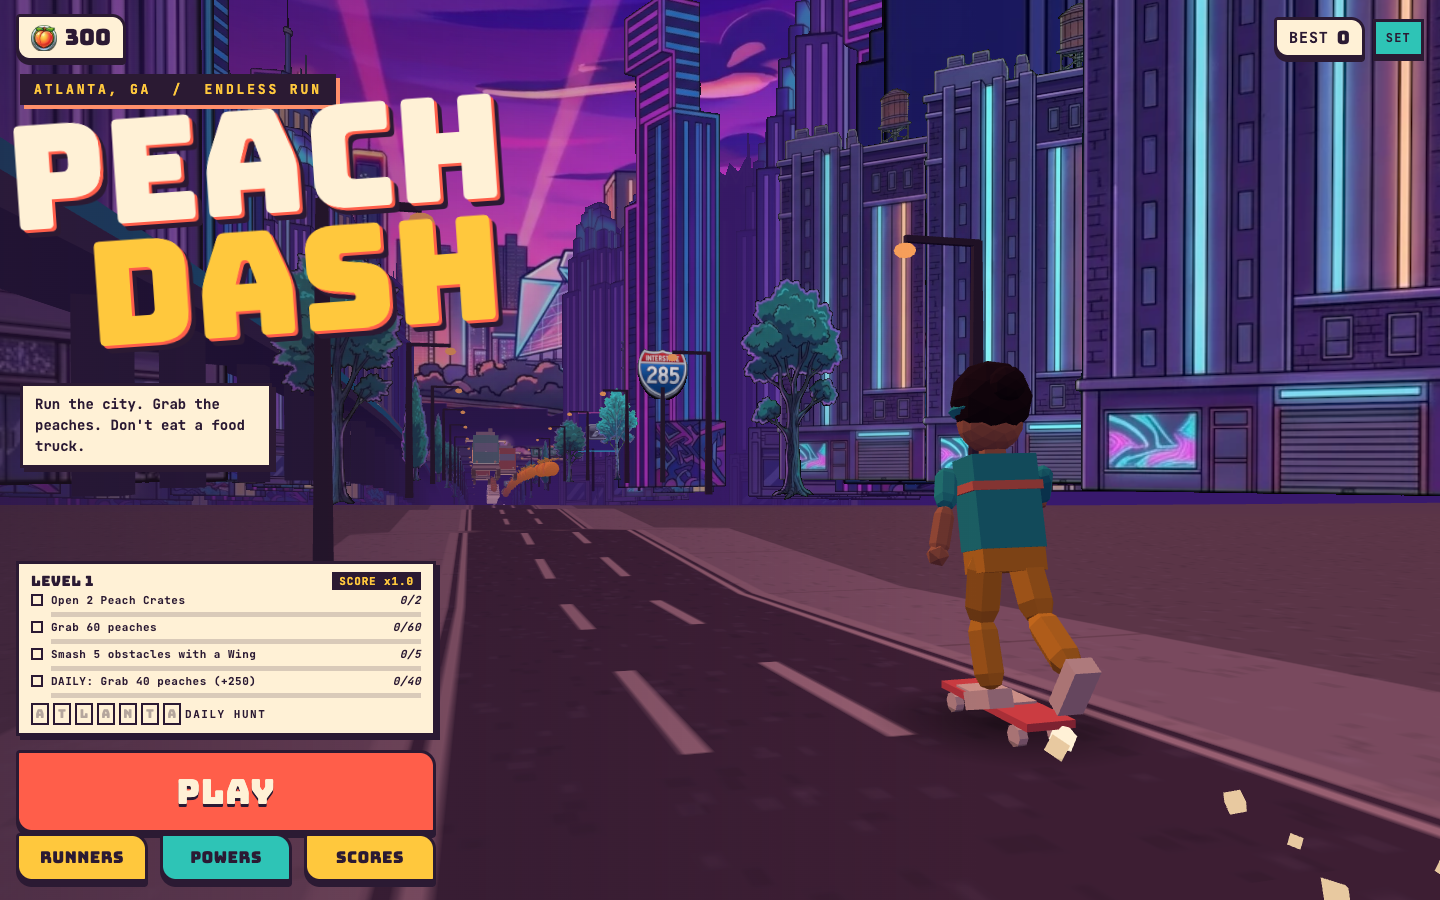 300
BEST 0
SET
ATLANTA, GA / ENDLESS RUN
PEACH
DASH
INTERSTATE
285
Run the city. Grab the
peaches. Don't eat a food
truck.
LEVEL 1
SCORE x1.0
Open 2 Peach Crates 0/2
Grab 60 peaches 0/60
Smash 5 obstacles with a Wing 0/5
DAILY: Grab 40 peaches (+250) 0/40
ATLANTA DAILY HUNT
PLAY
RUNNERS
POWERS
SCORES